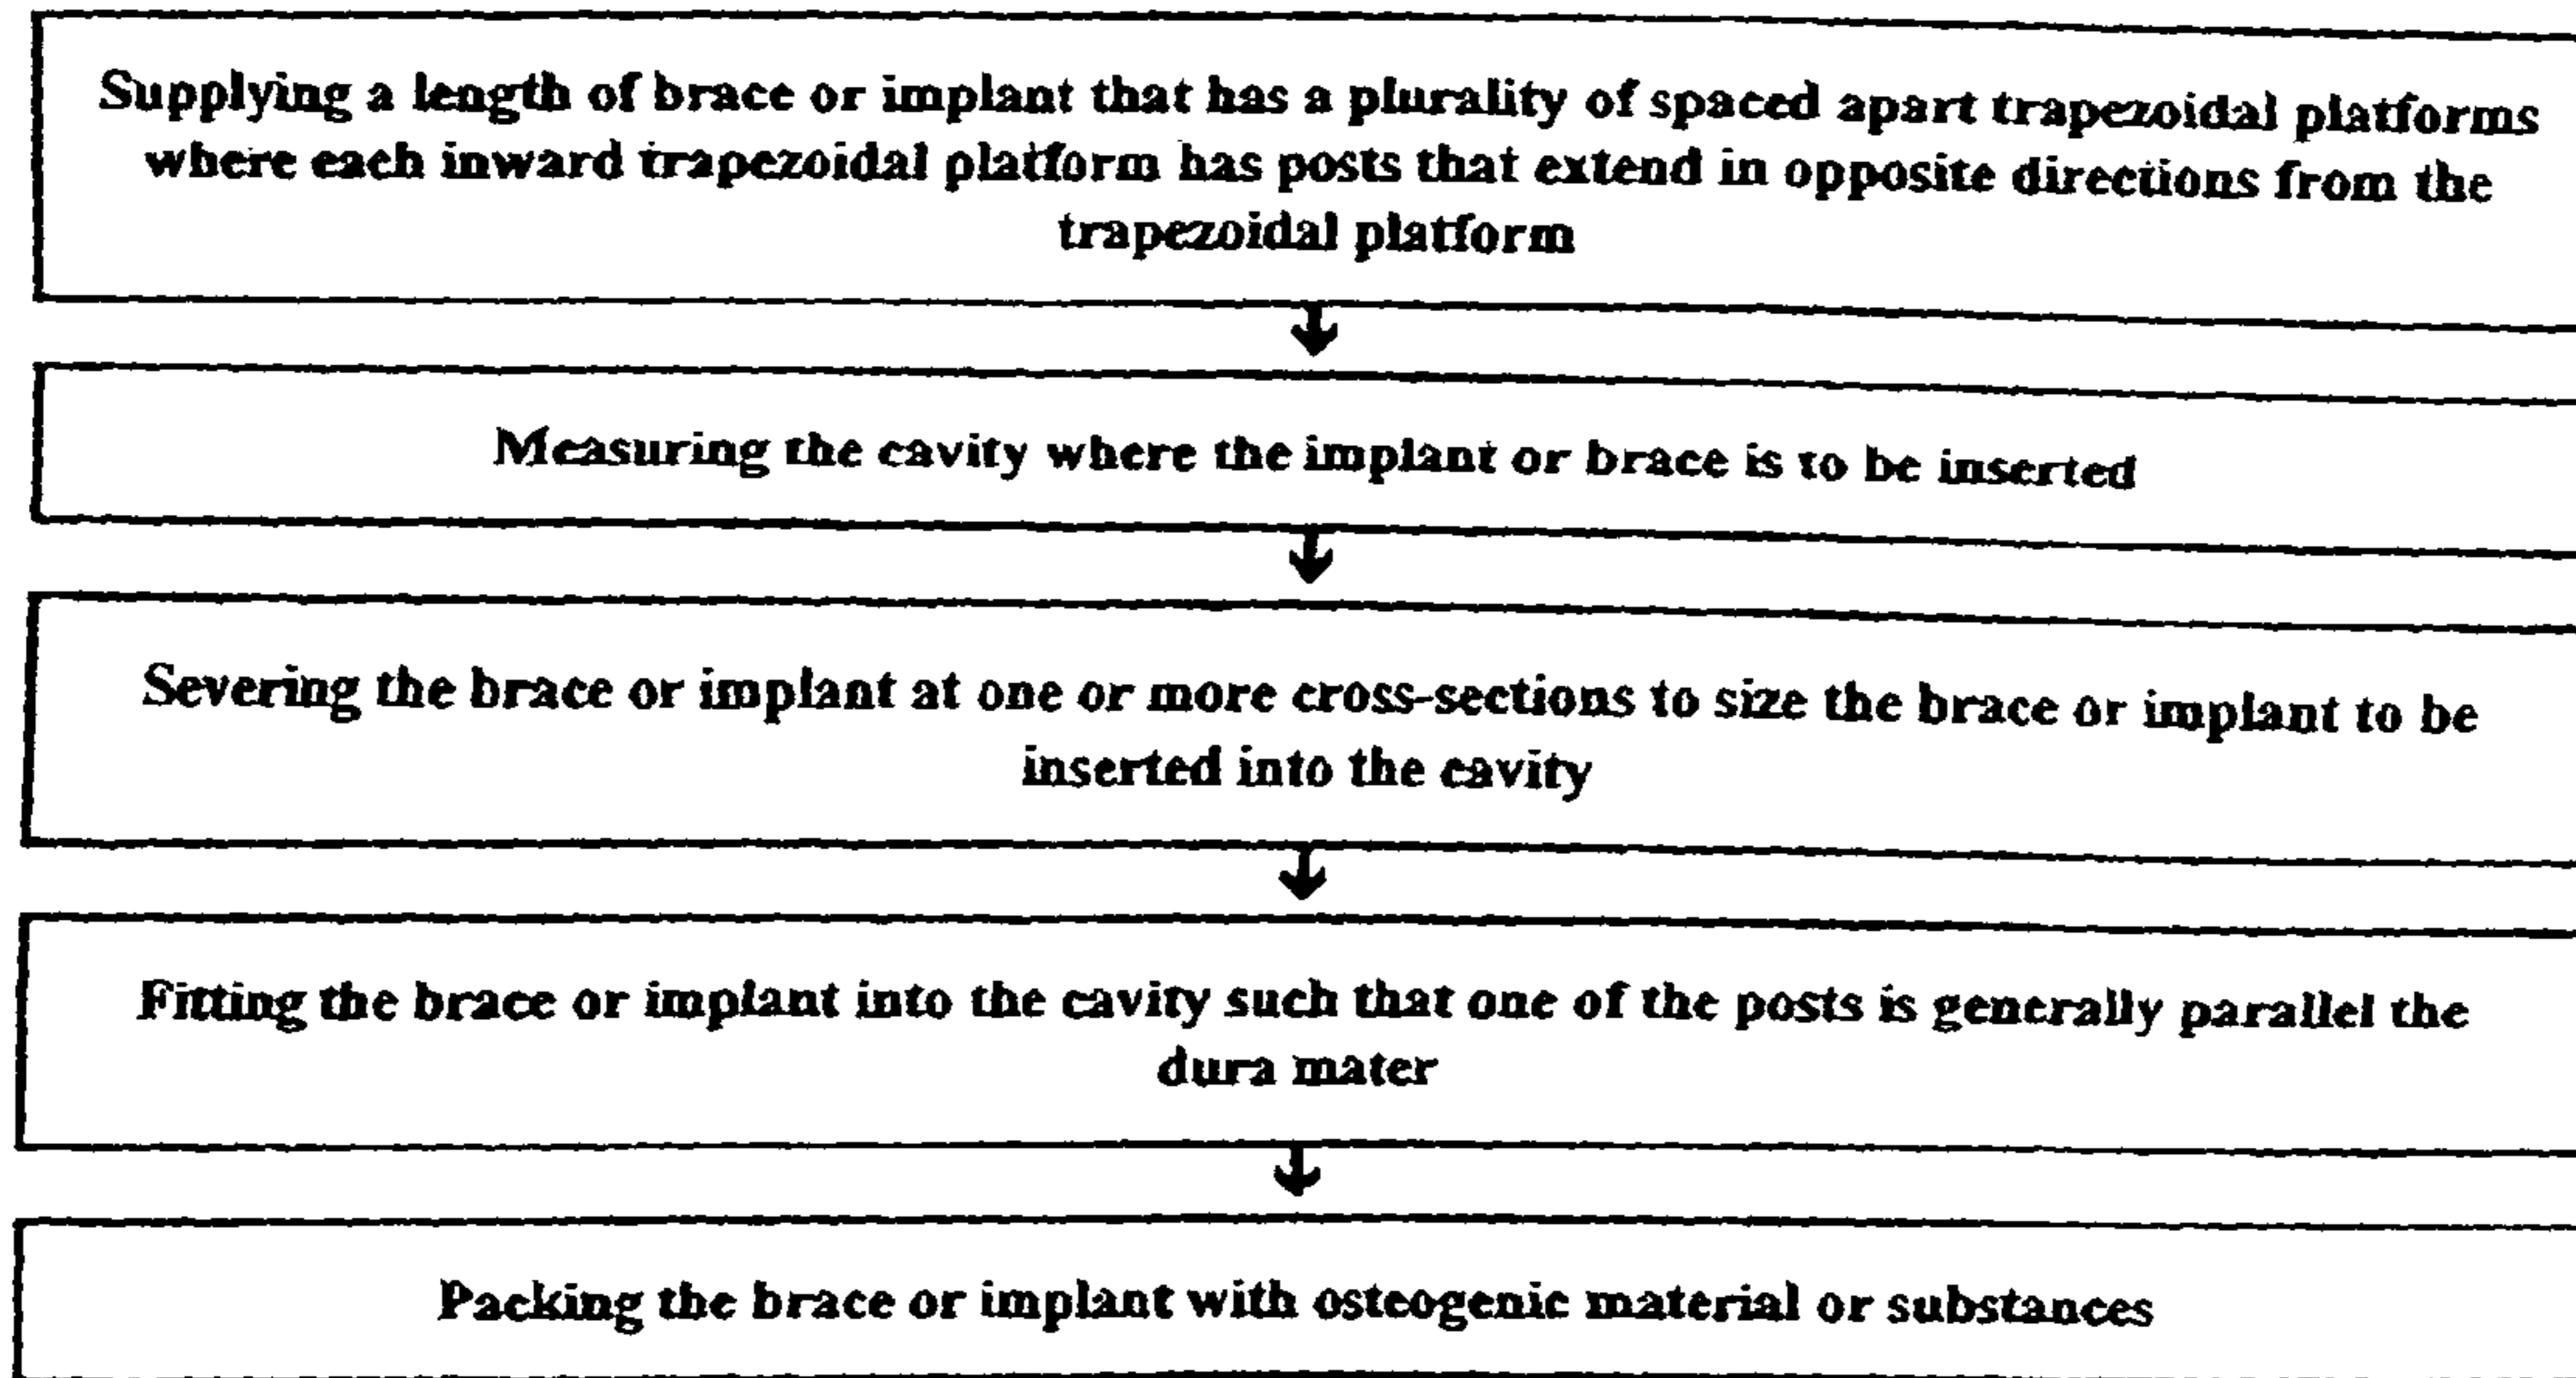 Supplying a length of brace or implant that has a plurality of spaced apart trapezoidal platforms
where each inward trapezoidal platform has posts that extend in opposite directions from the
trapezoidal platform
Measuring the cavity where the implant or brace is to be inserted
Severing the brace or implant at one or more cross-sections to size the brace or implant to be
inserted into the cavity
Fitting the brace or implant into the cavity such that one of the posts is generally parallel the
dura mater
Packing the brace or implant with osteogenic material or substances